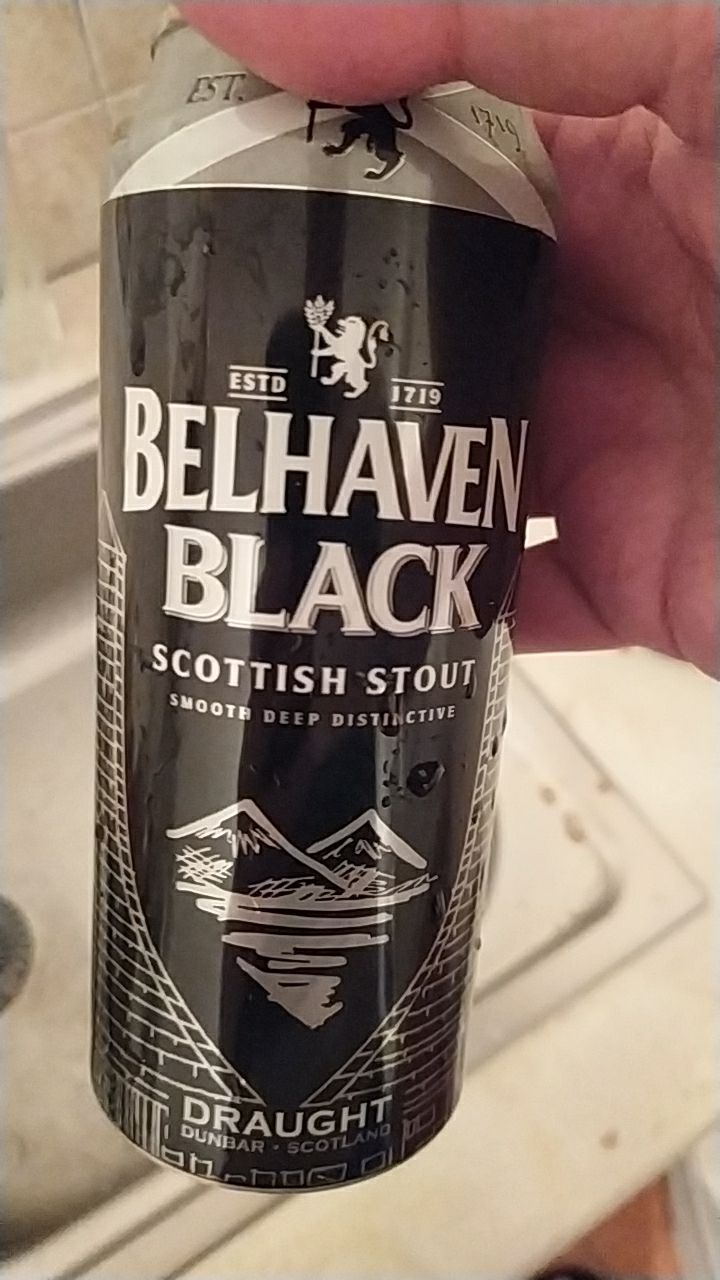 EST. 1719
ESTD 1719
BELHAVEN
BLACK
SCOTTISH STOUT
SMOOTH DEEP DISTINCTIVE
DRAUGHT
DUNBAR · SCOTLAND